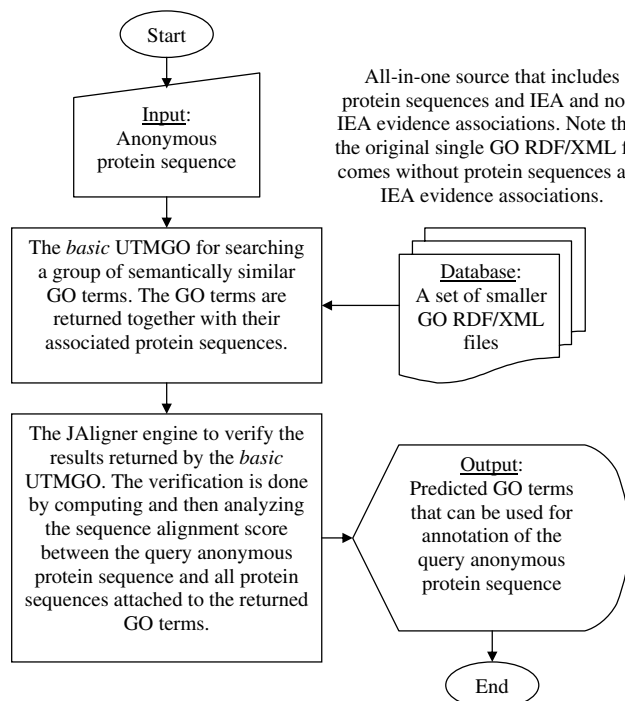 Start
Input:
Anonymous
protein sequence
All-in-one source that includes
protein sequences and IEA and no
IEA evidence associations. Note th
the original single GO RDF/XML f
comes without protein sequences a
IEA evidence associations.
The basic UTMGO for searching
a group of semantically similar
GO terms. The GO terms are
returned together with their
associated protein sequences.
Database:
A set of smaller
GO RDF/XML
files
The JAligner engine to verify the
results returned by the basic
UTMGO. The verification is done
by computing and then analyzing
the sequence alignment score
between the query anonymous
protein sequence and all protein
sequences attached to the returned
GO terms.
Output:
Predicted GO terms
that can be used for
annotation of the
query anonymous
protein sequence
End